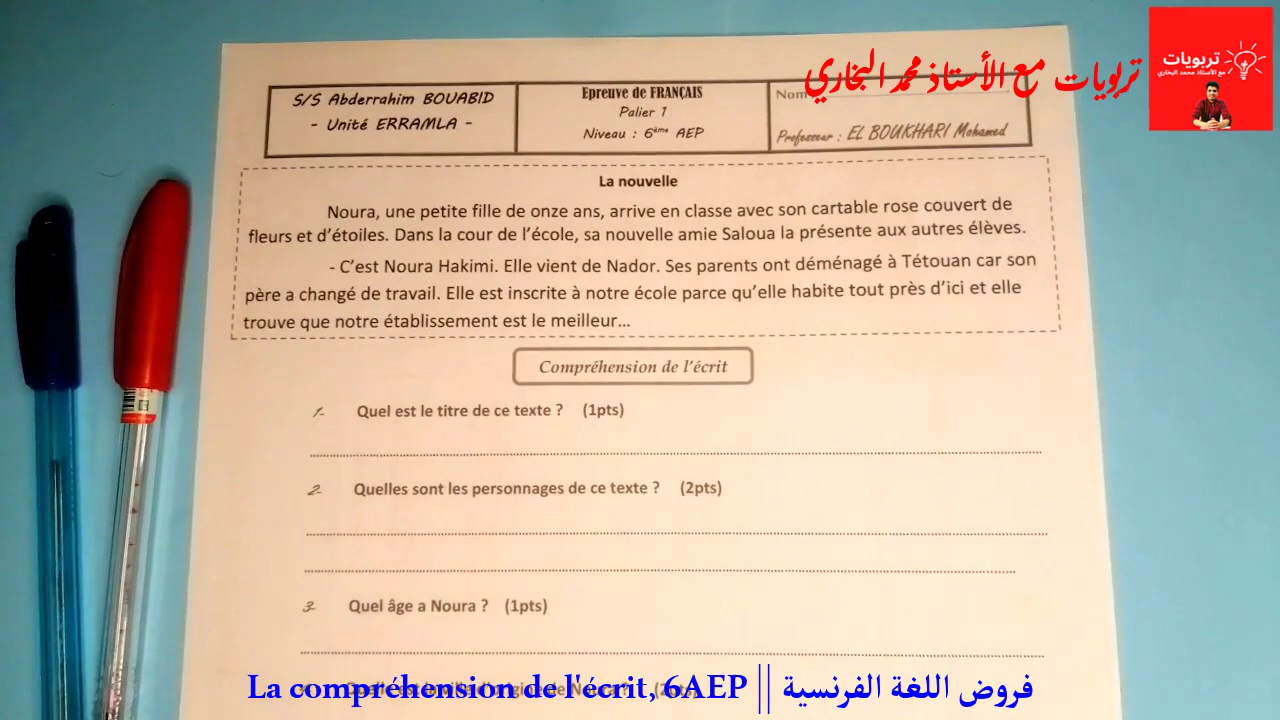 تربويات مع الأستاذ محمد البخاري
تربويات
مع الأستاذ محمد البخاري
S/S Abderrahim BOUABID
- Unité ERRAMLA -
Epreuve de FRANÇAIS
Palier 1
Niveau : 6ème AEP
Nom
Professeur : EL BOUKHARI Mohamed
La nouvelle
Noura, une petite fille de onze ans, arrive en classe avec son cartable rose couvert de
fleurs et d'étoiles. Dans la cour de l'école, sa nouvelle amie Saloua la présente aux autres élèves.
- C'est Noura Hakimi. Elle vient de Nador. Ses parents ont déménagé à Tétouan car son
père a changé de travail. Elle est inscrite à notre école parce qu'elle habite tout près d'ici et elle
trouve que notre établissement est le meilleur...
Compréhension de l'écrit
1- Quel est le titre de ce texte ? (1pts)
2- Quelles sont les personnages de ce texte ? (2pts)
3- Quel âge a Noura ? (1pts)
La compréhension de l'écrit, 6AEP || فروض اللغة الفرنسية